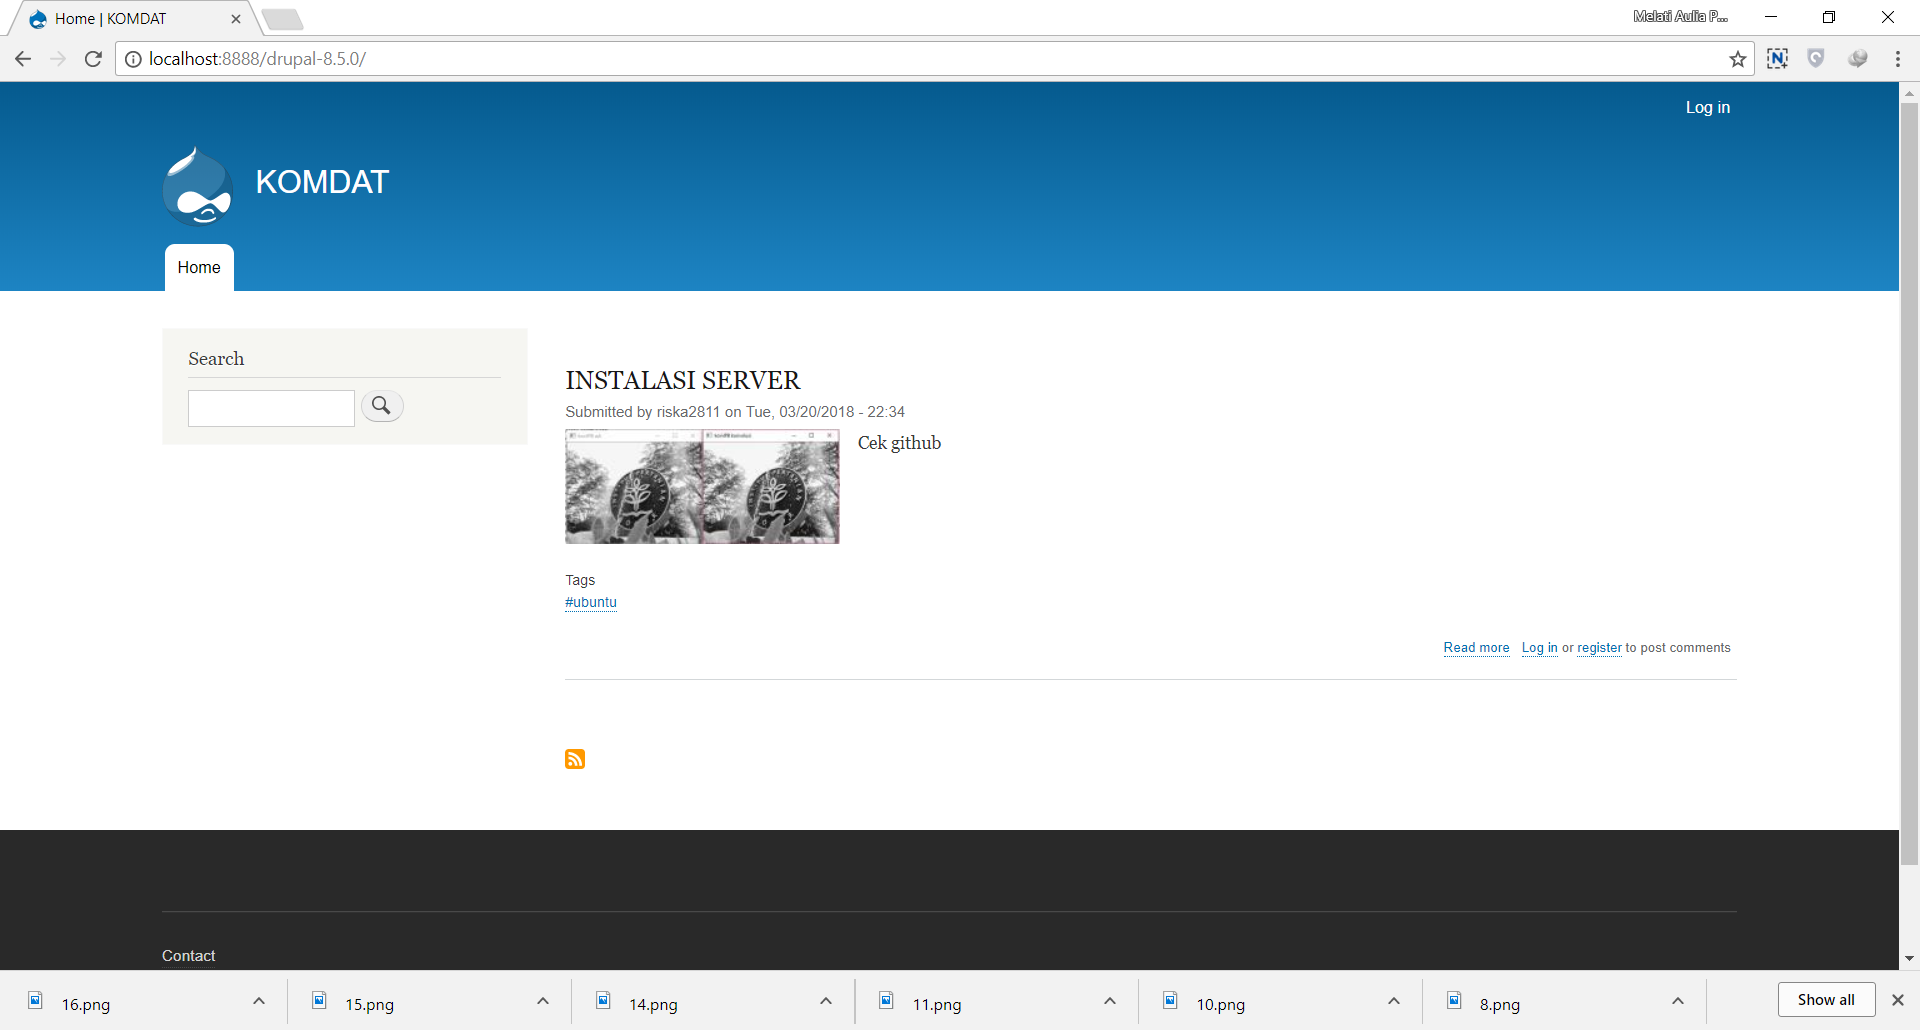 Home | KOMDAT
Melati Aulia P...
localhost:8888/drupal-8.5.0/
Log in
KOMDAT
Home
Search
INSTALASI SERVER
Submitted by riska2811 on Tue, 03/20/2018 - 22:34
Cek github
Tags
#ubuntu
Read more Log in or register to post comments
Contact
16.png 15.png 14.png 11.png 10.png 8.png Show all